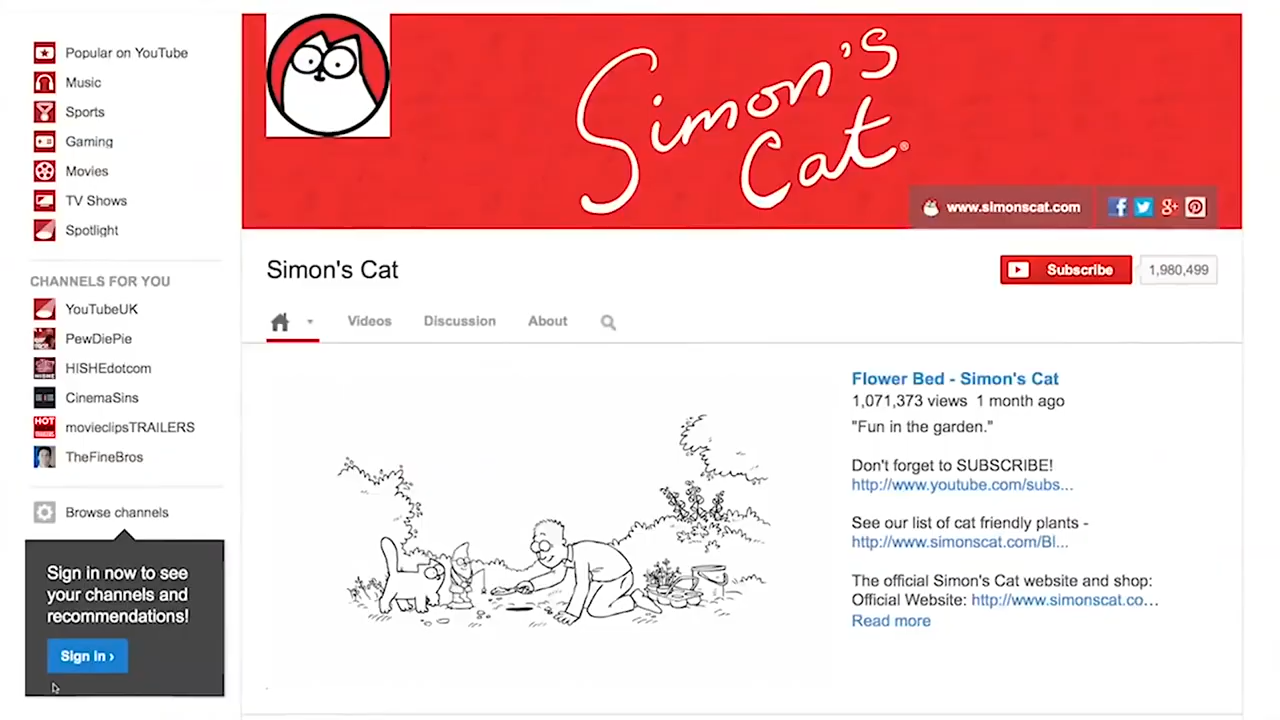 Popular on YouTube
Music
Sports
Gaming
Movies
TV Shows
Spotlight
CHANNELS FOR YOU
YouTubeUK
PewDiePie
HISHEdotcom
CinemaSins
HOT
movieclipsTRAILERS
TheFineBros
Browse channels
Sign in now to see
your channels and
recommendations!
Sign in ›
Simon's
Cat®
www.simonscat.com
Simon's Cat
Subscribe
1,980,499
Videos
Discussion
About
Flower Bed - Simon's Cat
1,071,373 views 1 month ago
"Fun in the garden."
Don't forget to SUBSCRIBE!
http://www.youtube.com/subs...
See our list of cat friendly plants -
http://www.simonscat.com/Bl...
The official Simon's Cat website and shop:
Official Website: http://www.simonscat.co...
Read more